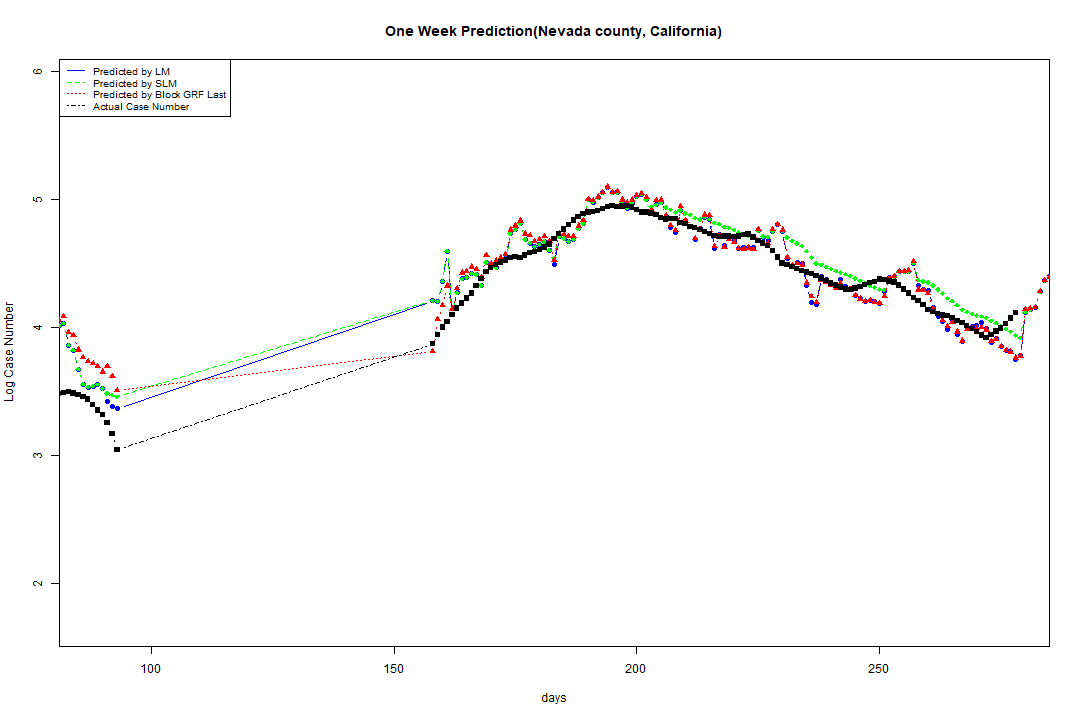 One Week Prediction(Nevada county, California)
Predicted by LM
Predicted by SLM
Predicted by Block GRF Last
Actual Case Number
6
5
4
3
2
Log Case Number
100
150
200
250
days